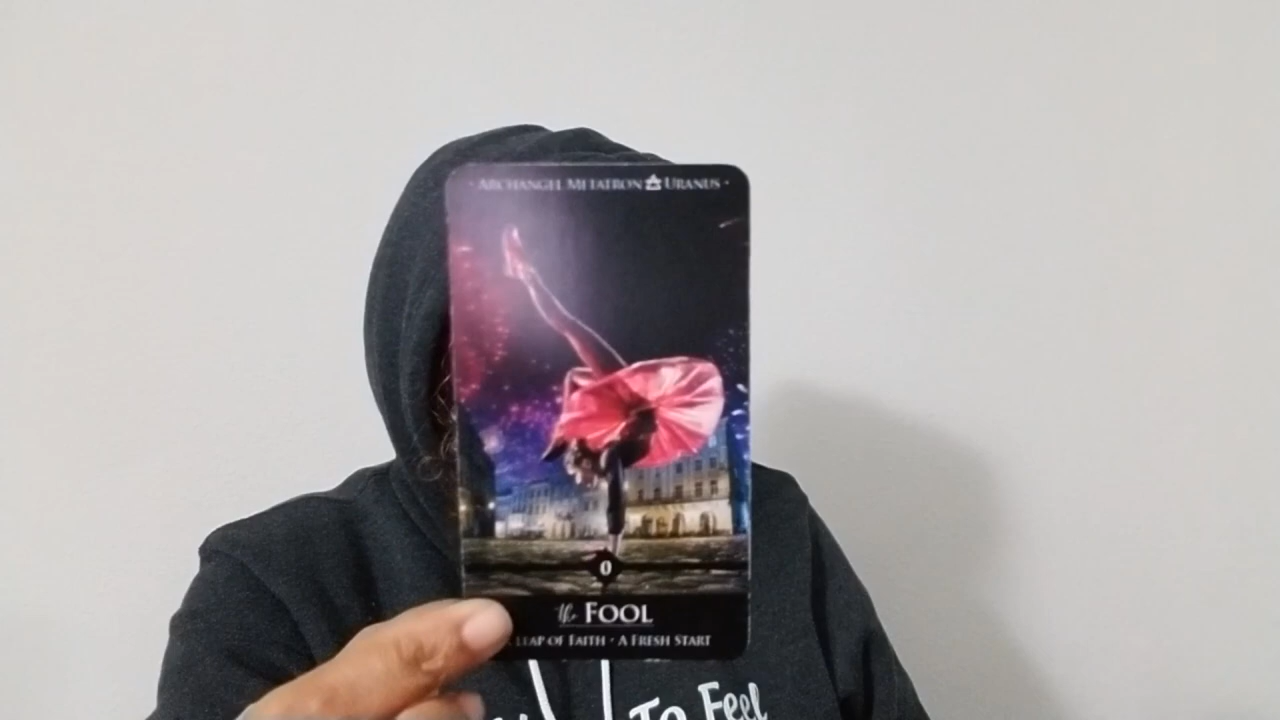 · ARCHANGEL METATRON URANUS ·
0
the FOOL
LEAP OF FAITH · A FRESH START
To Feel